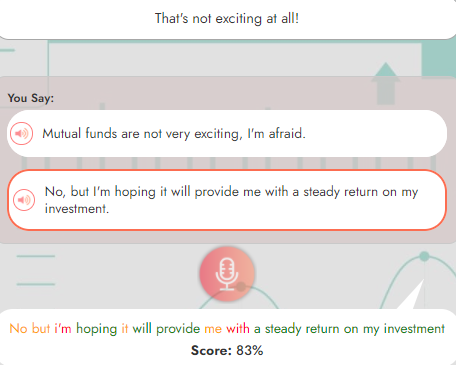 That's not exciting at all!
You Say:
Mutual funds are not very exciting, I'm afraid.
No, but I'm hoping it will provide me with a steady return on my
investment.
No but i'm hoping it will provide me with a steady return on my investment
Score: 83%